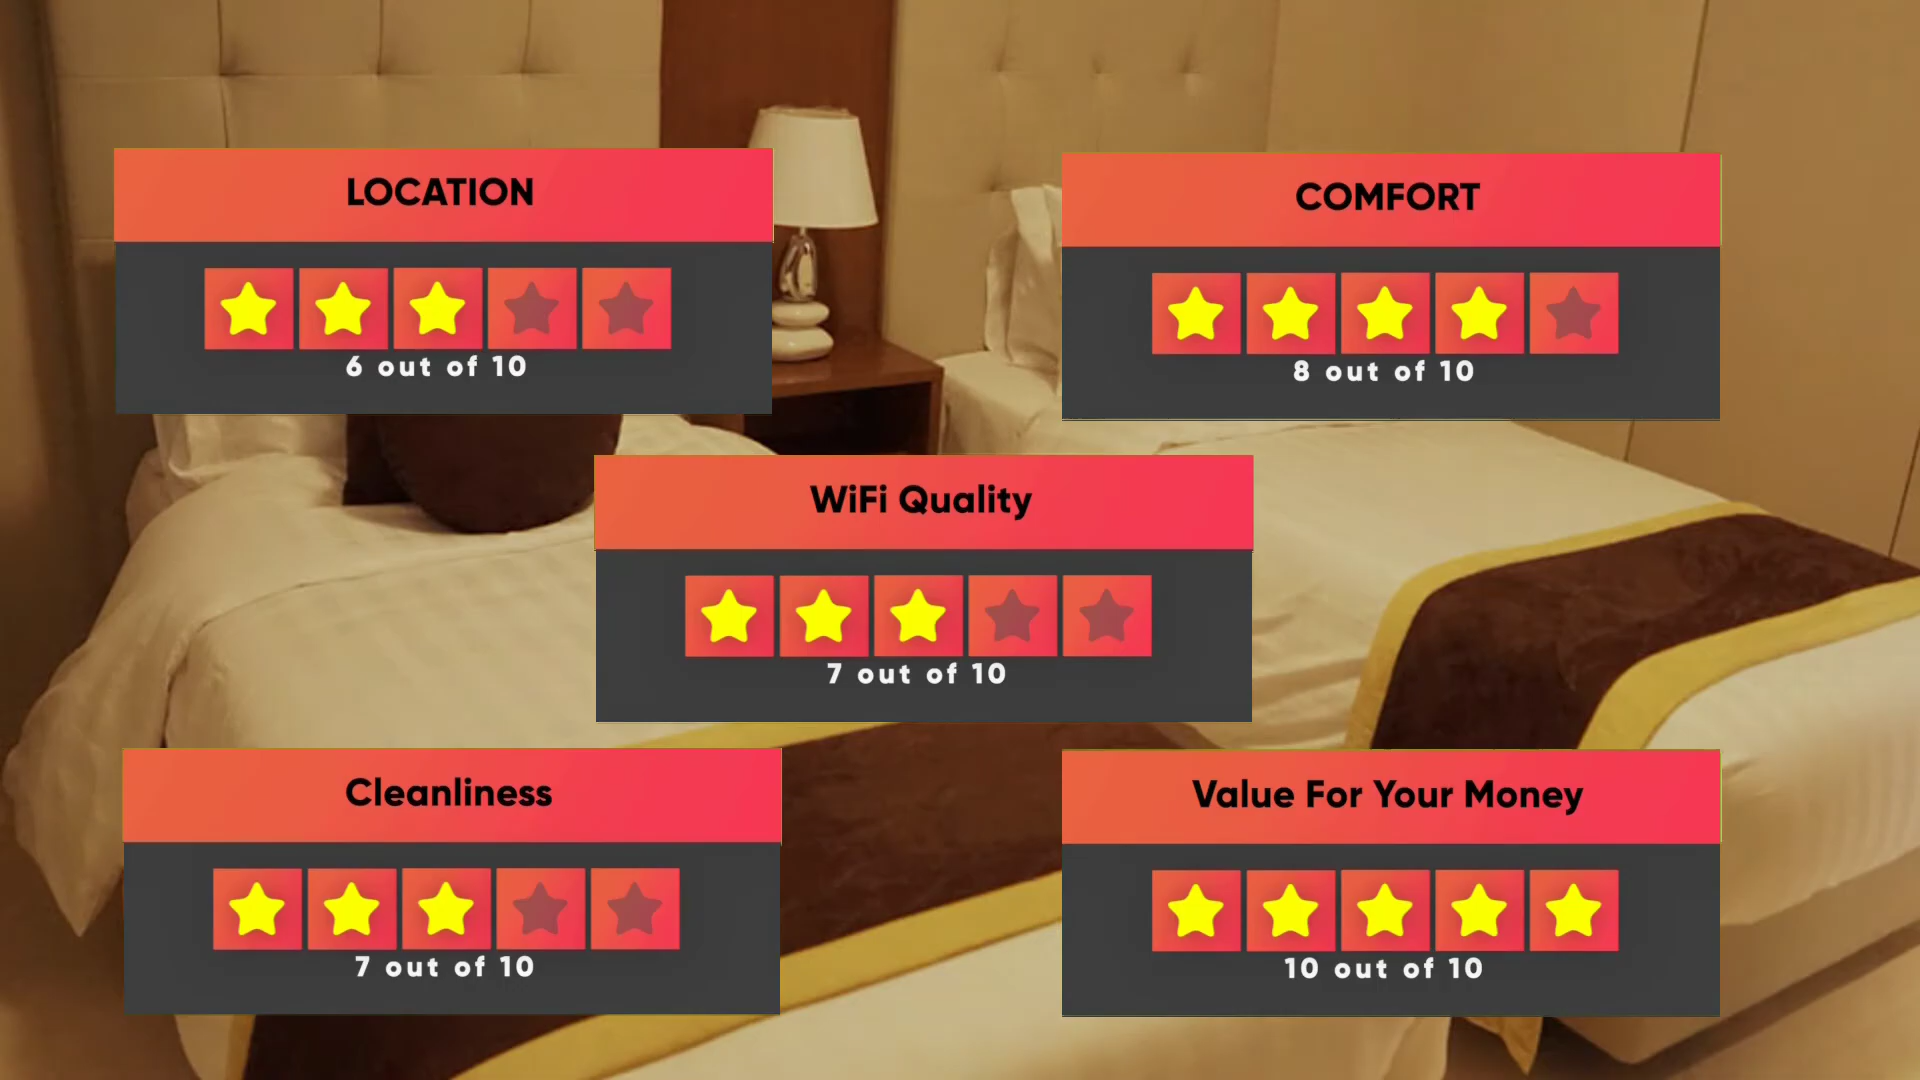 LOCATION
6 out of 10
COMFORT
8 out of 10
WiFi Quality
7 out of 10
Cleanliness
7 out of 10
Value For Your Money
10 out of 10